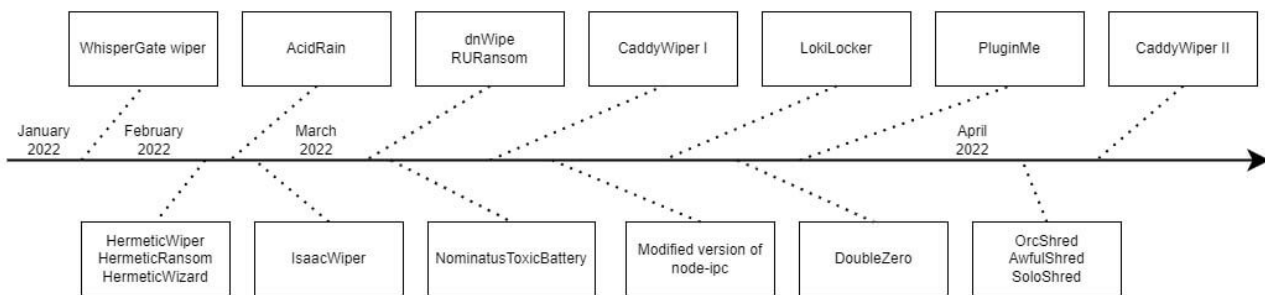 WhisperGate wiper
AcidRain
dnWipe
RURansom
CaddyWiper I
LokiLocker
PluginMe
CaddyWiper II
January
2022
February
2022
March
2022
April
2022
HermeticWiper
HermeticRansom
HermeticWizard
IsaacWiper
NominatusToxicBattery
Modified version of
node-ipc
DoubleZero
OrcShred
AwfulShred
SoloShred